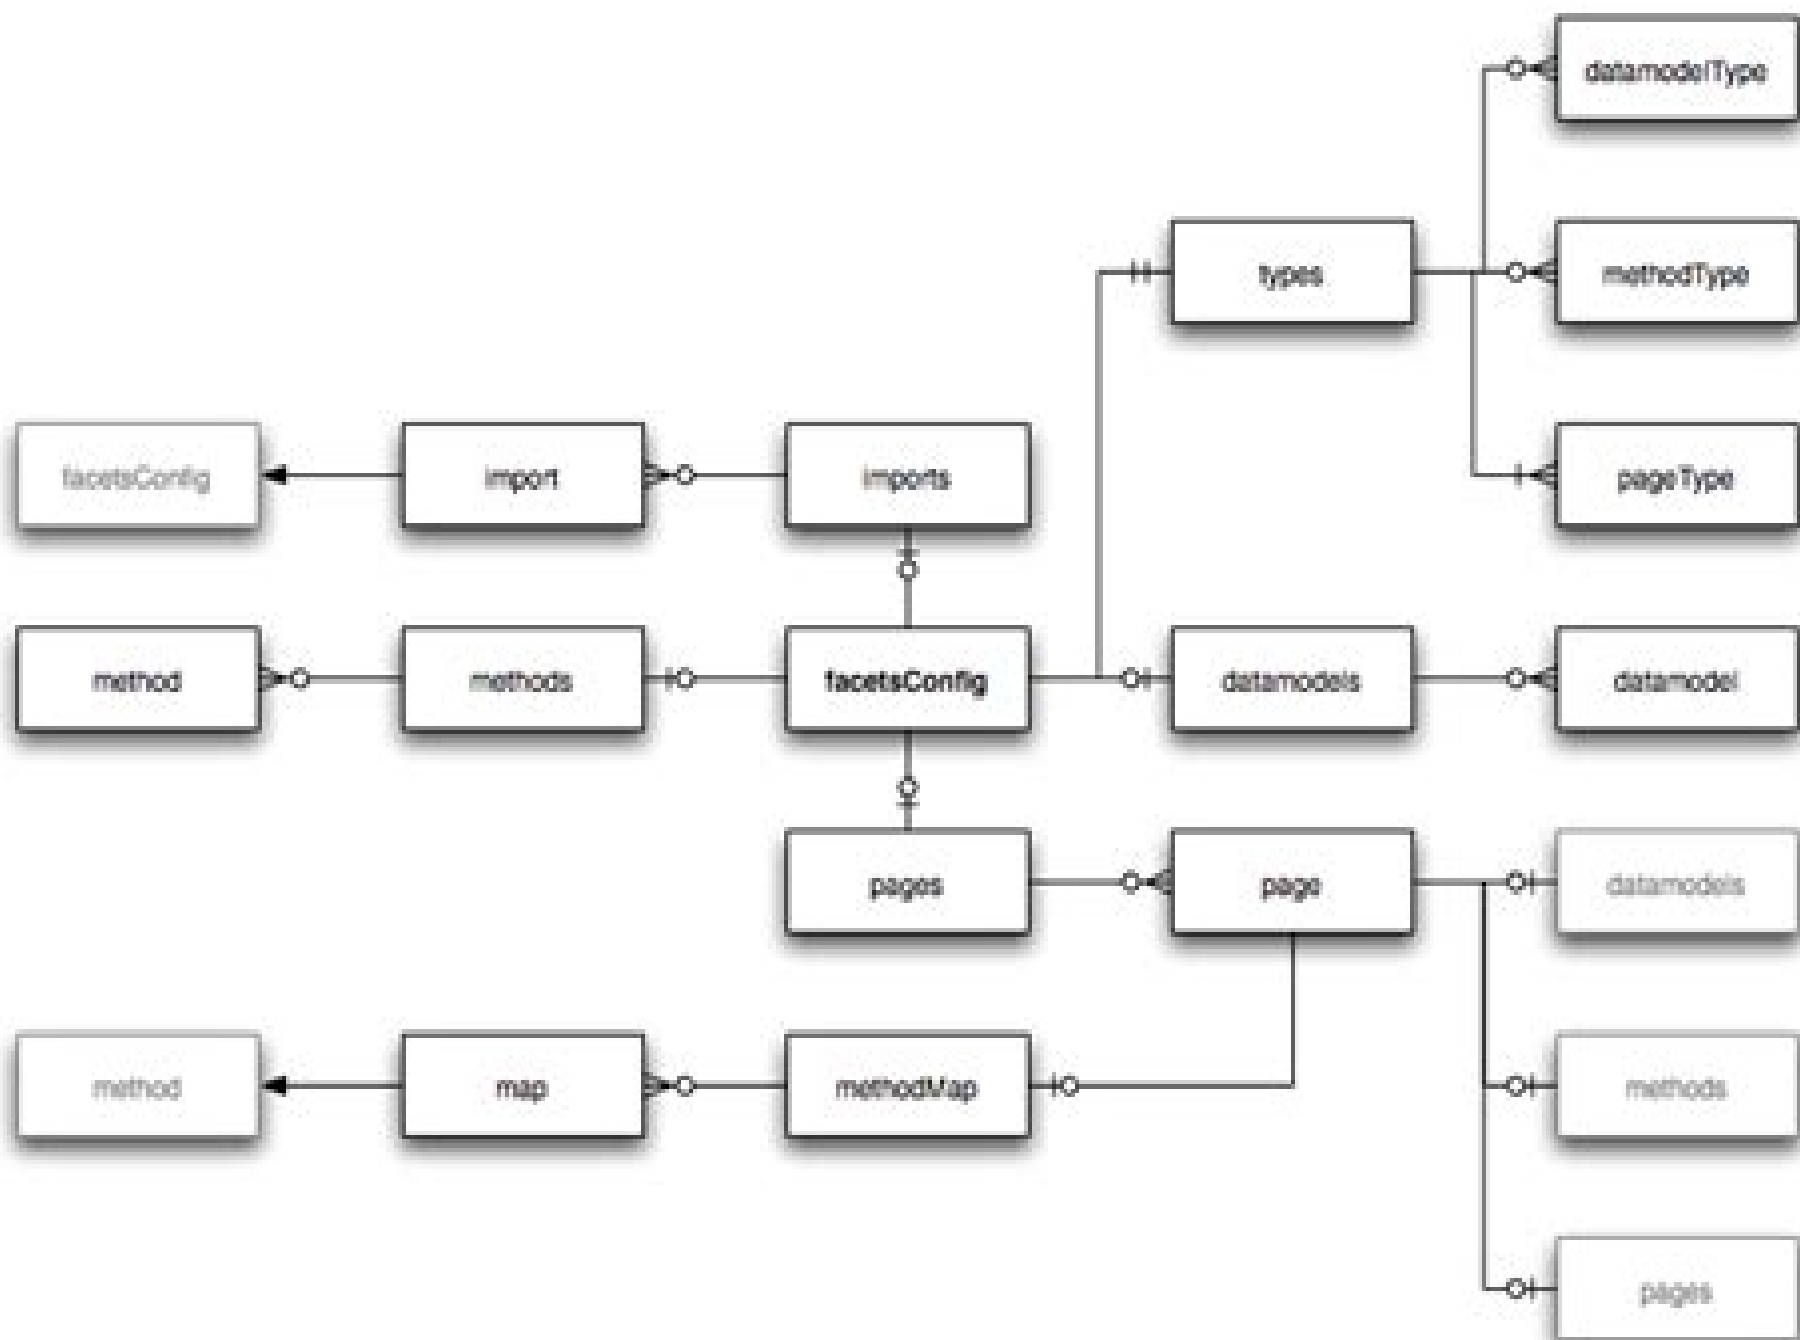 datamodelType
types
methodType
facetsConfig
import
imports
pageType
method
methods
facetsConfig
datamodels
datamodel
pages
page
datamodels
method
map
methodMap
methods
pages